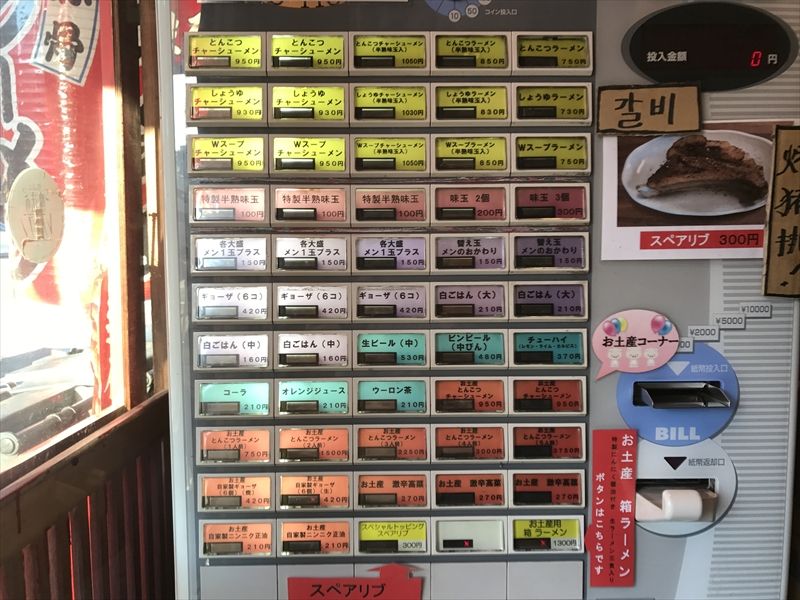 コイン投入口
10
50
投入金額 0 円
とんこつ
チャーシューメン
950円
とんこつ
チャーシューメン
950円
とんこつチャーシューメン
(半熟味玉入)
1050円
とんこつラーメン
(半熟味玉入)
850円
とんこつラーメン
750円
しょうゆ
チャーシューメン
930円
しょうゆ
チャーシューメン
930円
しょうゆチャーシューメン
(半熟味玉入)
1030円
しょうゆラーメン
(半熟味玉入)
830円
しょうゆラーメン
730円
Wスープ
チャーシューメン
950円
Wスープ
チャーシューメン
950円
Wスープチャーシューメン
(半熟味玉入)
1050円
Wスープラーメン
(半熟味玉入)
850円
Wスープラーメン
750円
特製半熟味玉
100円
特製半熟味玉
100円
特製半熟味玉
100円
味玉 2個
200円
味玉 3個
300円
各大盛
メン1玉プラス
150円
各大盛
メン1玉プラス
150円
各大盛
メン1玉プラス
150円
替え玉
メンのおかわり
150円
替え玉
メンのおかわり
150円
ギョーザ(6コ)
420円
ギョーザ(6コ)
420円
ギョーザ(6コ)
420円
白ごはん(大)
210円
白ごはん(大)
210円
白ごはん(中)
160円
白ごはん(中)
160円
生ビール(中)
530円
ビンビール
(中びん)
480円
チューハイ
(レモン・ライム・カルピス)
370円
コーラ
210円
オレンジジュース
210円
ウーロン茶
210円
お土産
とんこつ
チャーシューメン
950円
お土産
とんこつ
チャーシューメン
950円
お土産
とんこつラーメン
(1人前)
750円
お土産
とんこつラーメン
(2人前)
1500円
お土産
とんこつラーメン
(3人前)
2250円
お土産
とんこつラーメン
(4人前)
3000円
お土産
とんこつラーメン
3750円
お土産
自家製ギョーザ
(6個)(焼)
420円
お土産
自家製ギョーザ
(6個)(生)
420円
お土産 激辛高菜
270円
お土産 激辛高菜
270円
お土産 激辛高菜
270円
お土産
自家製ニンニク正油
210円
お土産
自家製ニンニク正油
210円
スペシャルトッピング
スペアリブ
300円
お土産用
箱 ラーメン
1300円
スペアリブ
갈비
スペアリブ 300円
お土産コーナー
¥2000
¥5000
¥10000
紙幣投入口
BILL
紙幣返却口
お土産 箱ラーメン
ボタンはこちらです